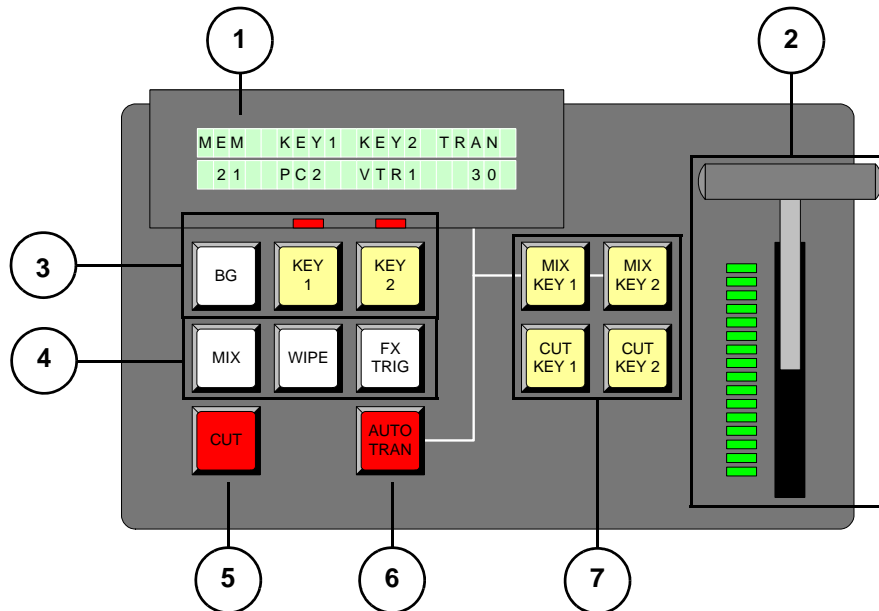 1
2
MEM KEY1 KEY2 TRAN
21 PC2 VTR1 30
3
BG
KEY
1
KEY
2
MIX
KEY 1
MIX
KEY 2
4
MIX
WIPE
FX
TRIG
CUT
KEY 1
CUT
KEY 2
CUT
AUTO
TRAN
5
6
7